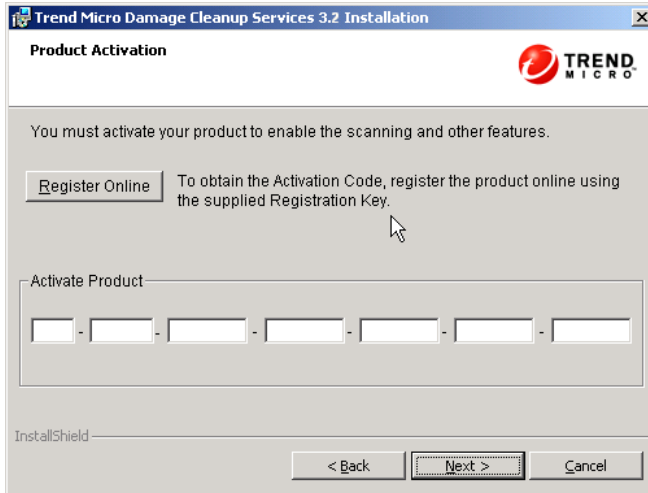 Trend Micro Damage Cleanup Services 3.2 Installation
Product Activation
TREND
MICRO
You must activate your product to enable the scanning and other features.
Register Online
To obtain the Activation Code, register the product online using
the supplied Registration Key.
Activate Product
- - - - - -
InstallShield
< Back Next > Cancel